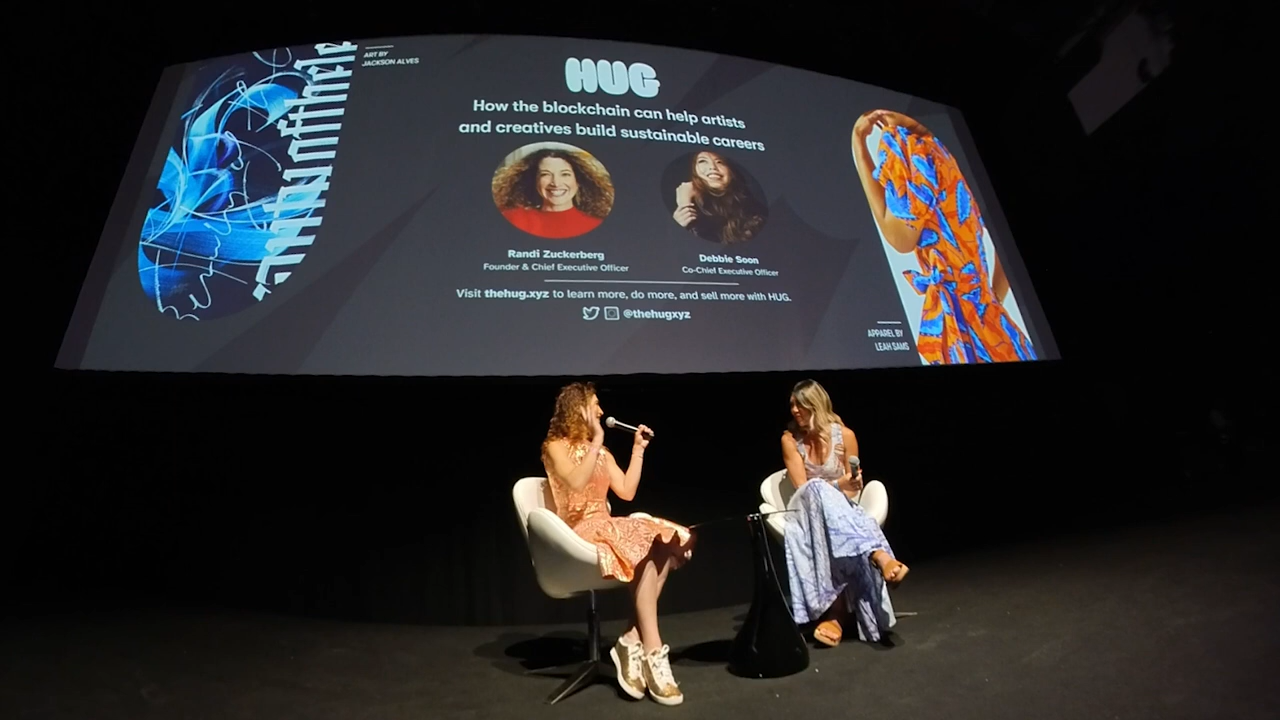 ART BY
JACKSON ALVES
HUG
How the blockchain can help artists
and creatives build sustainable careers
Randi Zuckerberg
Founder & Chief Executive Officer
Debbie Soon
Co-Chief Executive Officer
Visit thehug.xyz to learn more, do more, and sell more with HUG.
@thehugxyz
APPAREL BY
LEAH SAMS